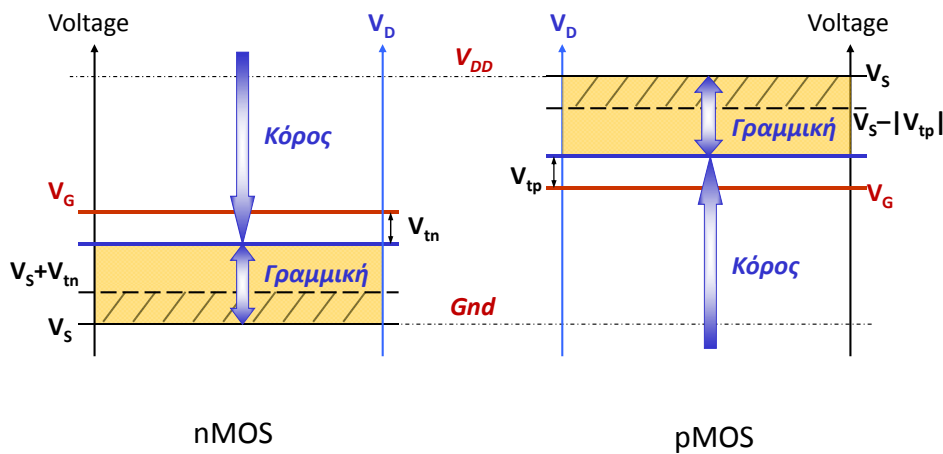 Voltage
V_D
V_DD
V_D
Voltage
V_S
V_S–|V_tp|
Κόρος
Γραμμική
V_tp
V_G
V_G
V_tn
V_S+V_tn
Γραμμική
Κόρος
V_S
Gnd
nMOS
pMOS